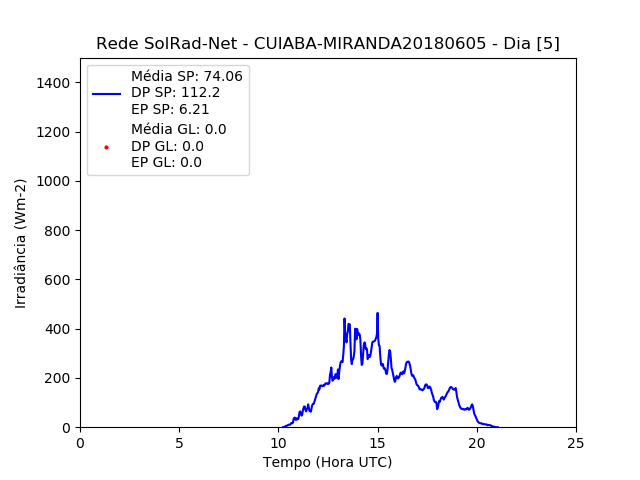 Rede SolRad-Net - CUIABA-MIRANDA20180605 - Dia [5]
Média SP: 74.06
DP SP: 112.2
EP SP: 6.21
Média GL: 0.0
DP GL: 0.0
EP GL: 0.0
1400
1200
1000
800
600
400
200
0
Irradiância (Wm-2)
0 5 10 15 20 25
Tempo (Hora UTC)